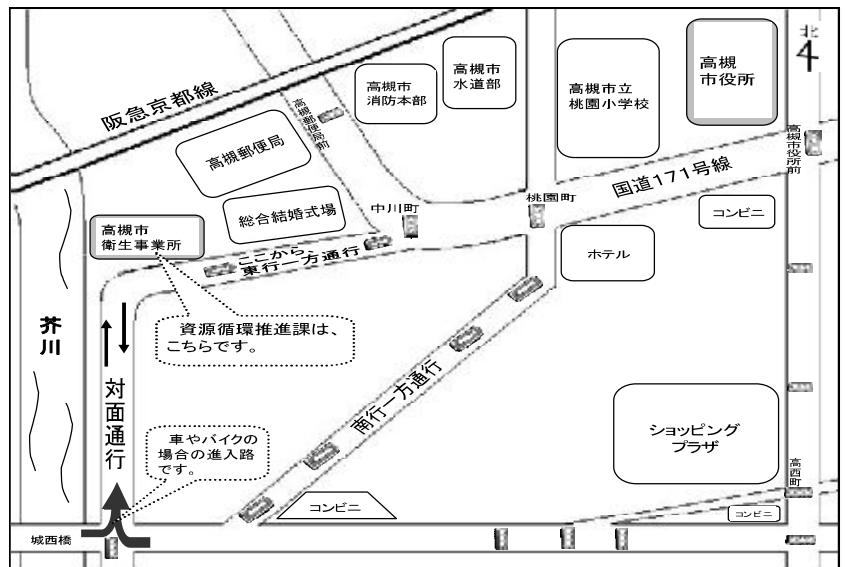 北
阪急京都線
高槻市
消防本部
高槻市
水道部
高槻市立
桃園小学校
高槻
市役所
高槻郵便局前
高槻市役所前
高槻郵便局
国道171号線
総合結婚式場
中川町
桃園町
コンビニ
高槻市
衛生事業所
ここから、
東行一方通行
ホテル
芥川
資源循環推進課は、
こちらです。
対面通行
南行一方通行
ショッピング
プラザ
車やバイクの
場合の進入路
です。
高西町
コンビニ
コンビニ
城西橋